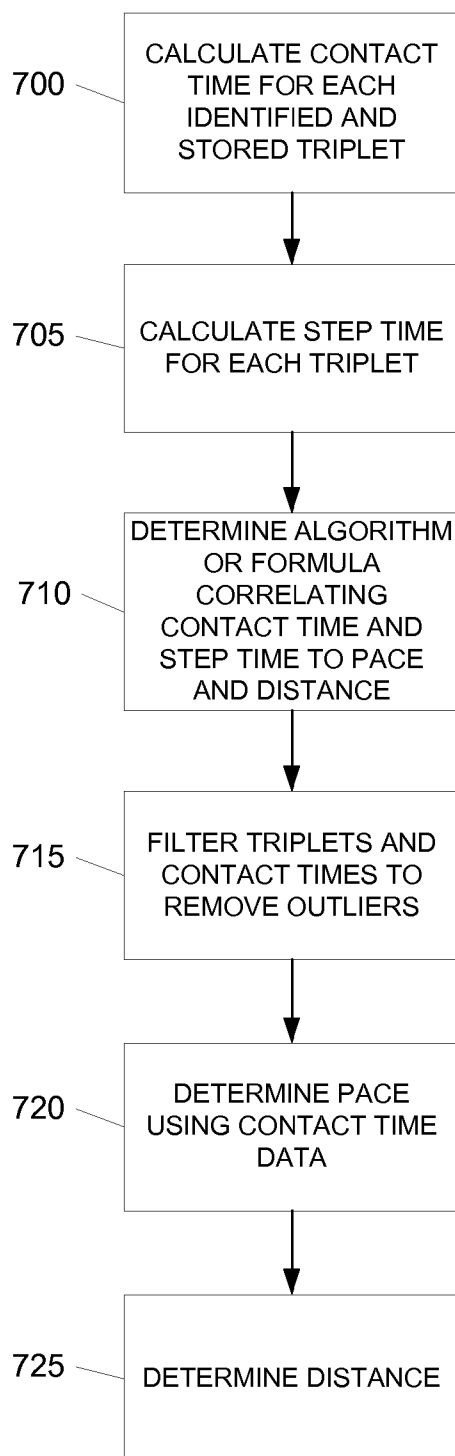 700
CALCULATE CONTACT
TIME FOR EACH
IDENTIFIED AND
STORED TRIPLET
705
CALCULATE STEP TIME
FOR EACH TRIPLET
710
DETERMINE ALGORITHM
OR FORMULA
CORRELATING
CONTACT TIME AND
STEP TIME TO PACE
AND DISTANCE
715
FILTER TRIPLETS AND
CONTACT TIMES TO
REMOVE OUTLIERS
720
DETERMINE PACE
USING CONTACT TIME
DATA
725
DETERMINE DISTANCE